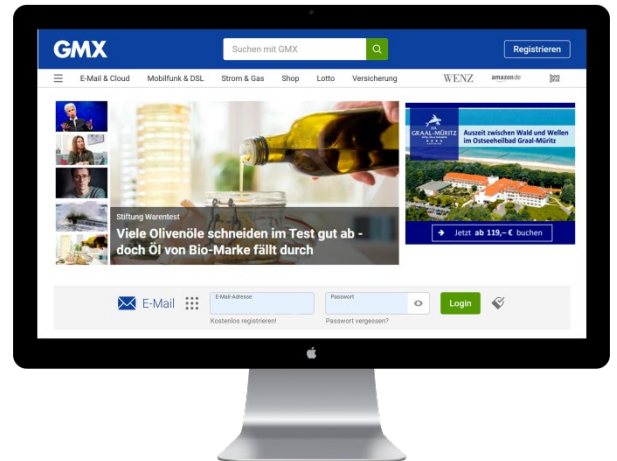 GMX
Suchen mit GMX
Registrieren
E-Mail & Cloud
Mobilfunk & DSL
Strom & Gas
Shop
Lotto
Versicherung
WENZ
amazon.de
GRAAL-MÜRITZ
Auszeit zwischen Wald und Wellen
im Ostseeheilbad Graal-Müritz
Jetzt ab 119,– € buchen
Stiftung Warentest
Viele Olivenöle schneiden im Test gut ab -
doch Öl von Bio-Marke fällt durch
E-Mail
E-Mail-Adresse
Passwort
Login
Kostenlos registrieren!
Passwort vergessen?